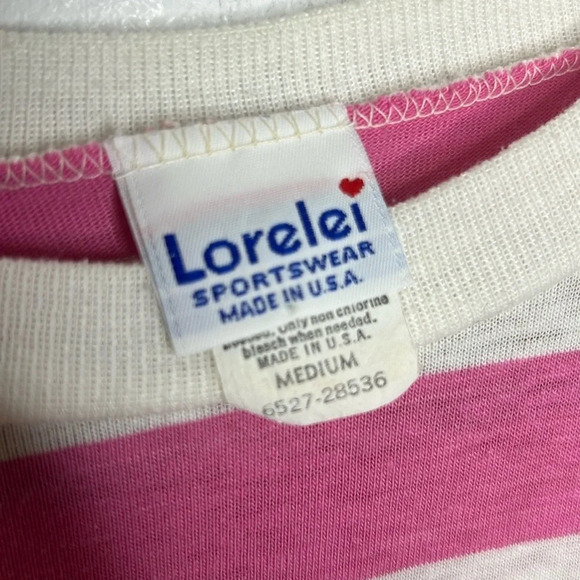 Lorelei
SPORTSWEAR
MADE IN U.S.A.
Only non chlorine
bleach when needed.
MADE IN U.S.A.
MEDIUM
6527-28536